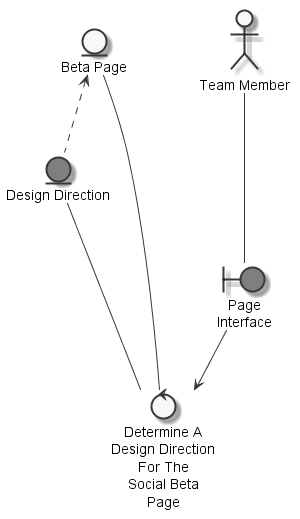 Beta Page
Team Member
Design Direction
Page
Interface
Determine A
Design Direction
For The
Social Beta
Page